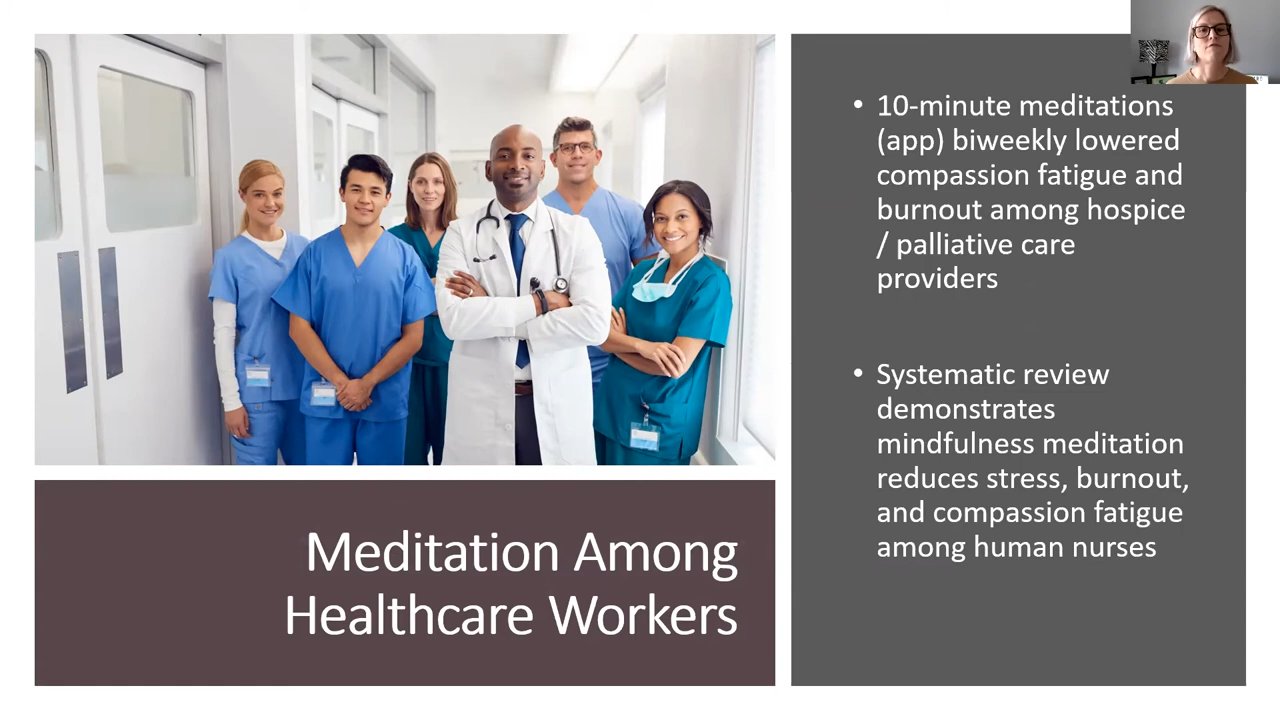 • 10-minute meditations
(app) biweekly lowered
compassion fatigue and
burnout among hospice
/ palliative care
providers
• Systematic review
demonstrates
mindfulness meditation
reduces stress, burnout,
and compassion fatigue
among human nurses
Meditation Among
Healthcare Workers